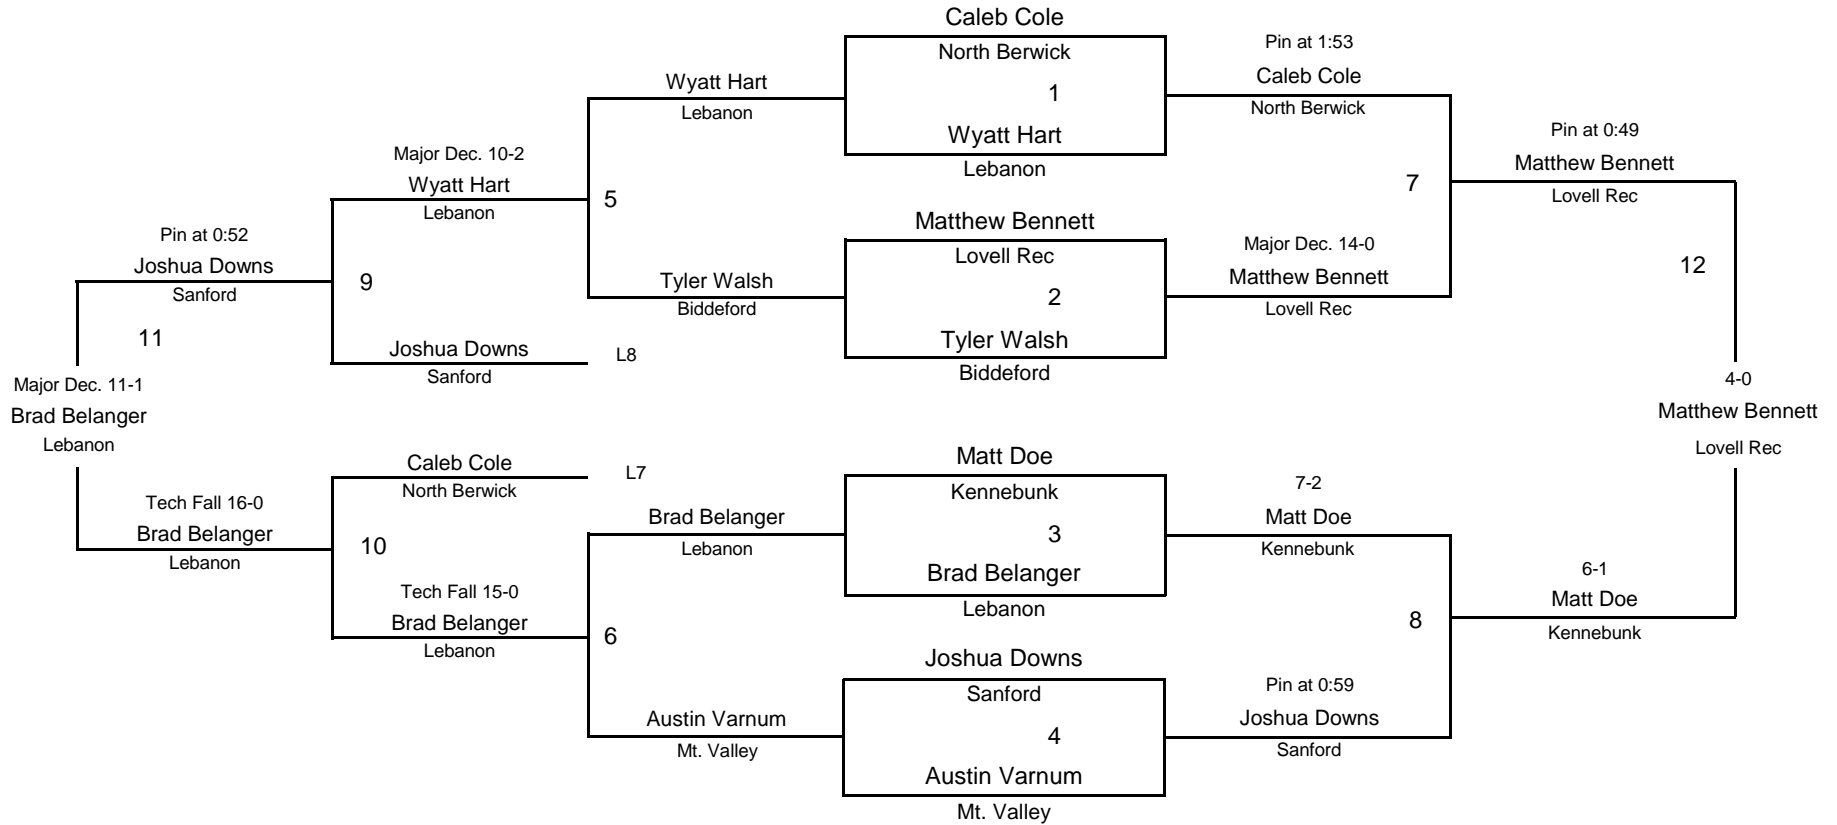 Caleb Cole
North Berwick
1
Wyatt Hart
Lebanon
Pin at 1:53
Caleb Cole
North Berwick
Wyatt Hart
Lebanon
Major Dec. 10-2
Wyatt Hart
Lebanon
5
Pin at 0:52
Joshua Downs
Sanford
9
11
Joshua Downs
Sanford
L8
Tyler Walsh
Biddeford
Matthew Bennett
Lovell Rec
2
Tyler Walsh
Biddeford
Major Dec. 14-0
Matthew Bennett
Lovell Rec
7
Pin at 0:49
Matthew Bennett
Lovell Rec
12
Major Dec. 11-1
Brad Belanger
Lebanon
4-0
Matthew Bennett
Lovell Rec
Caleb Cole
North Berwick
L7
Tech Fall 16-0
Brad Belanger
Lebanon
10
Tech Fall 15-0
Brad Belanger
Lebanon
6
Brad Belanger
Lebanon
Matt Doe
Kennebunk
3
Brad Belanger
Lebanon
7-2
Matt Doe
Kennebunk
8
6-1
Matt Doe
Kennebunk
Austin Varnum
Mt. Valley
Joshua Downs
Sanford
4
Austin Varnum
Mt. Valley
Pin at 0:59
Joshua Downs
Sanford